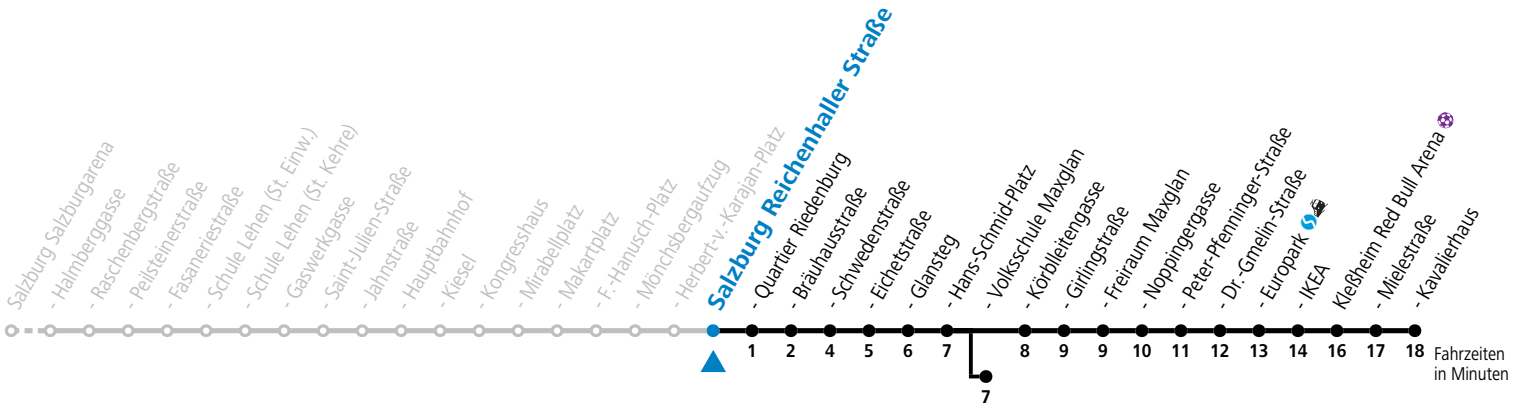 Salzburg Salzburgarena
- Halmberggasse
- Raschenbergstraße
- Peilsteinerstraße
- Fasaneriestraße
- Schule Lehen (St. Einw.)
- Schule Lehen (St. Kehre)
- Gaswerkgasse
- Saint-Julien-Straße
- Jahnstraße
- Hauptbahnhof
- Kiesel
- Kongresshaus
- Mirabellplatz
- Makartplatz
- F.-Hanusch-Platz
- Mönchsbergaufzug
- Herbert-v.-Karajan-Platz
Salzburg Reichenhaller Straße
- Quartier Riedenburg
- Bräuhausstraße
- Schwedenstraße
- Eichetstraße
- Glansteg
- Hans-Schmid-Platz
- Volksschule Maxglan
- Körblleitengasse
- Girlingstraße
- Freiraum Maxglan
- Noppingergasse
- Peter-Pfenninger-Straße
- Dr.-Gmelin-Straße
- Europark
- IKEA
Kleßheim Red Bull Arena
- Mielestraße
- Kavalierhaus
1 2 4 5 6 7 8 9 9 10 11 12 13 14 16 17 18
7
Fahrzeiten
in Minuten